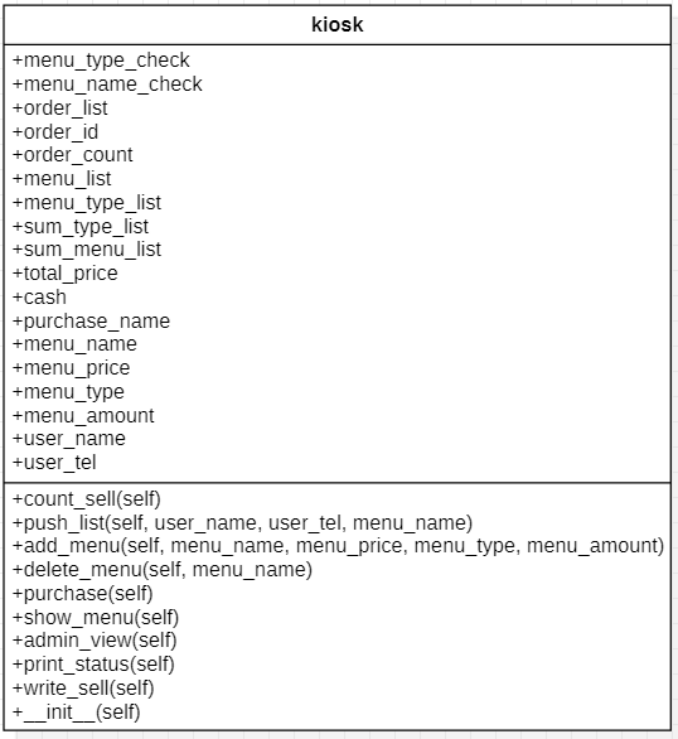 kiosk
+menu_type_check
+menu_name_check
+order_list
+order_id
+order_count
+menu_list
+menu_type_list
+sum_type_list
+sum_menu_list
+total_price
+cash
+purchase_name
+menu_name
+menu_price
+menu_type
+menu_amount
+user_name
+user_tel
+count_sell(self)
+push_list(self, user_name, user_tel, menu_name)
+add_menu(self, menu_name, menu_price, menu_type, menu_amount)
+delete_menu(self, menu_name)
+purchase(self)
+show_menu(self)
+admin_view(self)
+print_status(self)
+write_sell(self)
+__init__(self)